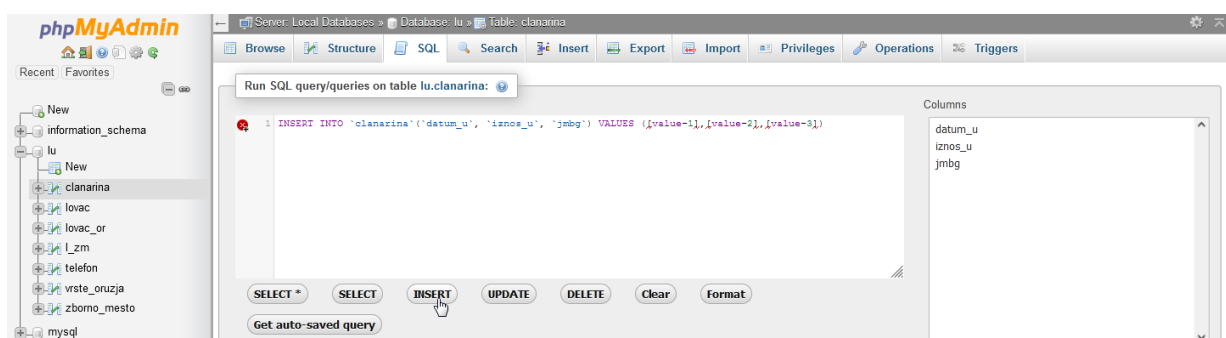 phpMyAdmin
Recent Favorites
New
information_schema
lu
New
clanarina
lovac
lovac_or
l_zm
telefon
vrste_oruzja
zborno_mesto
mysql
Server: Local Databases » Database: lu » Table: clanarina
Browse Structure SQL Search Insert Export Import Privileges Operations Triggers
Run SQL query/queries on table lu.clanarina:
1 INSERT INTO `clanarina`(`datum_u`, `iznos_u`, `jmbg`) VALUES ([value-1],[value-2],[value-3])
SELECT * SELECT INSERT UPDATE DELETE Clear Format
Get auto-saved query
Columns
datum_u
iznos_u
jmbg